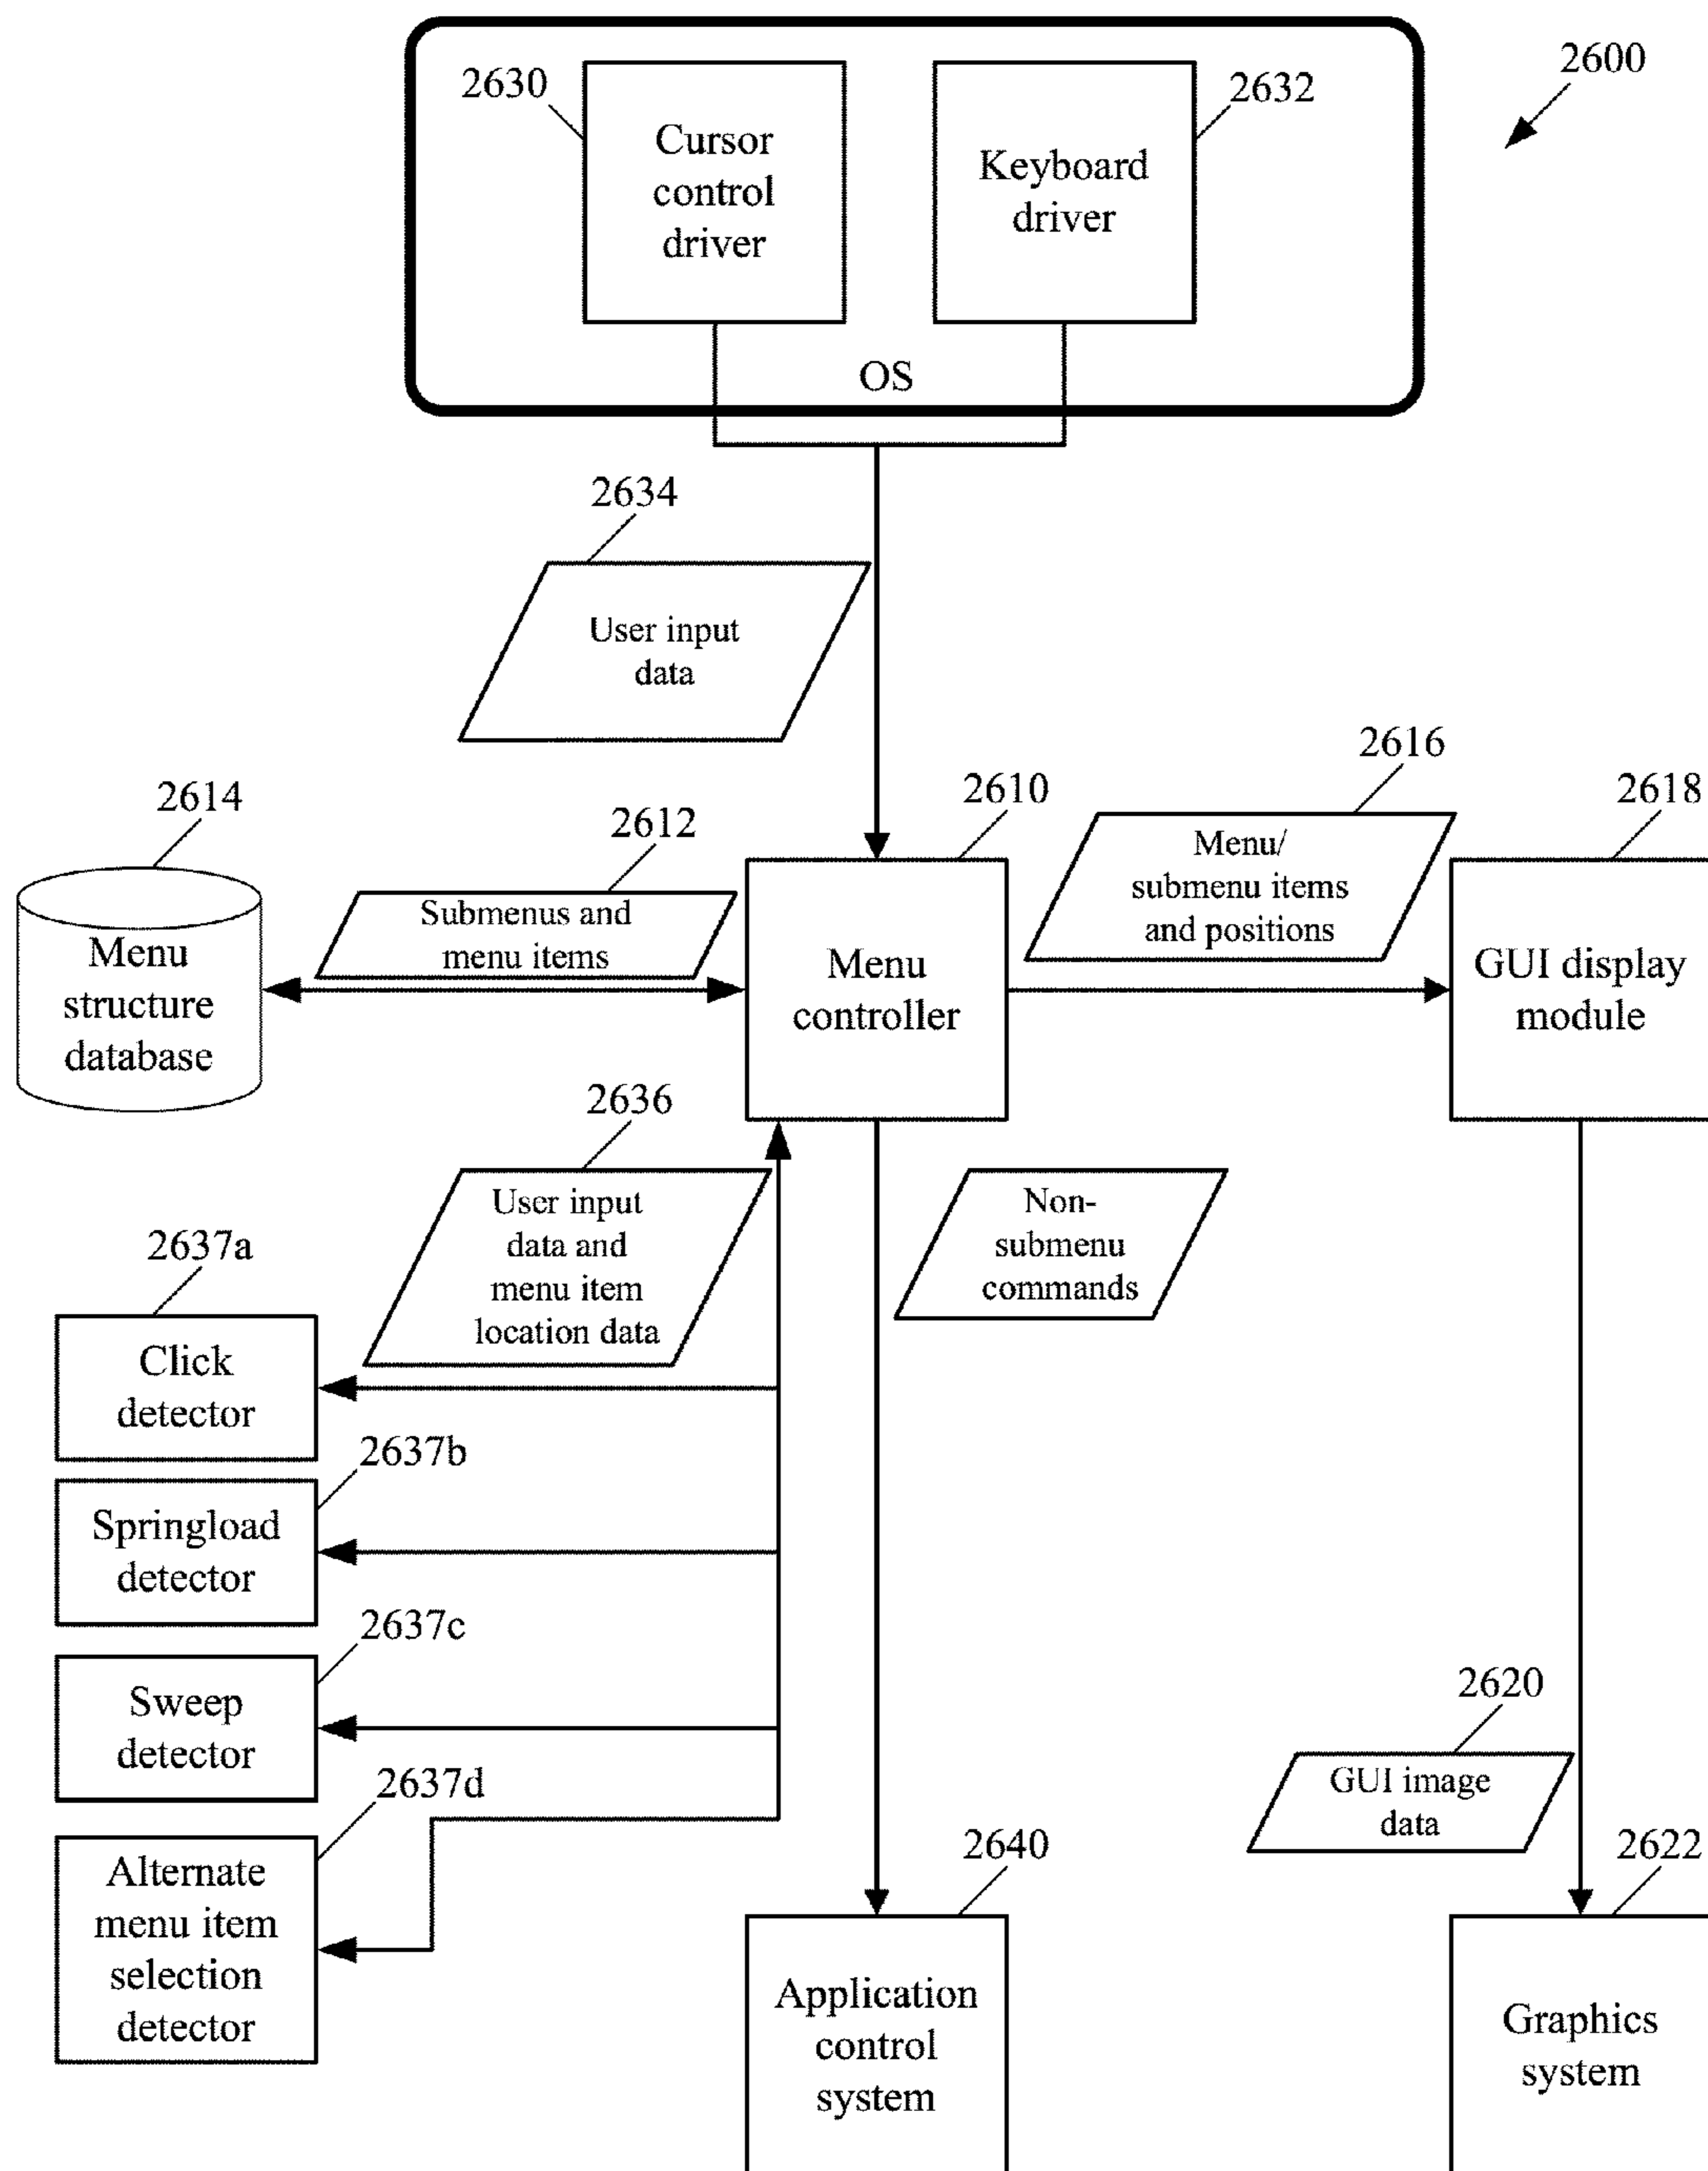 2600
2630
2632
Cursor
control
driver
Keyboard
driver
OS
2634
User input
data
2614
2612
2610
2616
2618
Submenus and
menu items
Menu/
submenu items
and positions
Menu
structure
database
Menu
controller
GUI display
module
2636
User input
data and
menu item
location data
Non-
submenu
commands
2637a
Click
detector
2637b
Springload
detector
2637c
Sweep
detector
2637d
Alternate
menu item
selection
detector
2620
GUI image
data
2640
2622
Application
control
system
Graphics
system